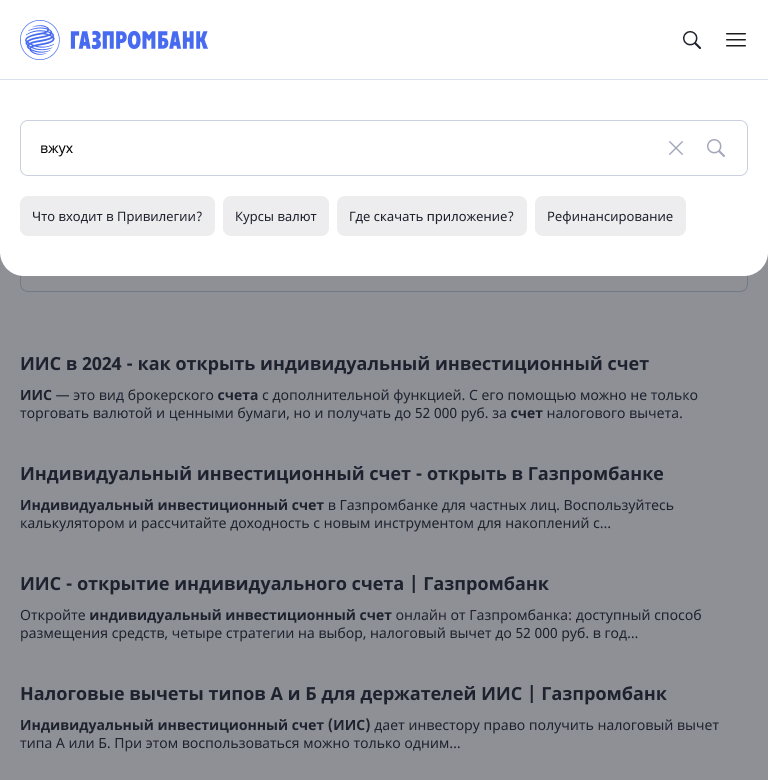 ГАЗПРОМБАНК
вжух
Что входит в Привилегии?
Курсы валют
Где скачать приложение?
Рефинансирование
ИИС в 2024 - как открыть индивидуальный инвестиционный счет
ИИС — это вид брокерского счета с дополнительной функцией. С его помощью можно не только
торговать валютой и ценными бумаги, но и получать до 52 000 руб. за счет налогового вычета.
Индивидуальный инвестиционный счет - открыть в Газпромбанке
Индивидуальный инвестиционный счет в Газпромбанке для частных лиц. Воспользуйтесь
калькулятором и рассчитайте доходность с новым инструментом для накоплений с...
ИИС - открытие индивидуального счета | Газпромбанк
Откройте индивидуальный инвестиционный счет онлайн от Газпромбанка: доступный способ
размещения средств, четыре стратегии на выбор, налоговый вычет до 52 000 руб. в год...
Налоговые вычеты типов А и Б для держателей ИИС | Газпромбанк
Индивидуальный инвестиционный счет (ИИС) дает инвестору право получить налоговый вычет
типа А или Б. При этом воспользоваться можно только одним...